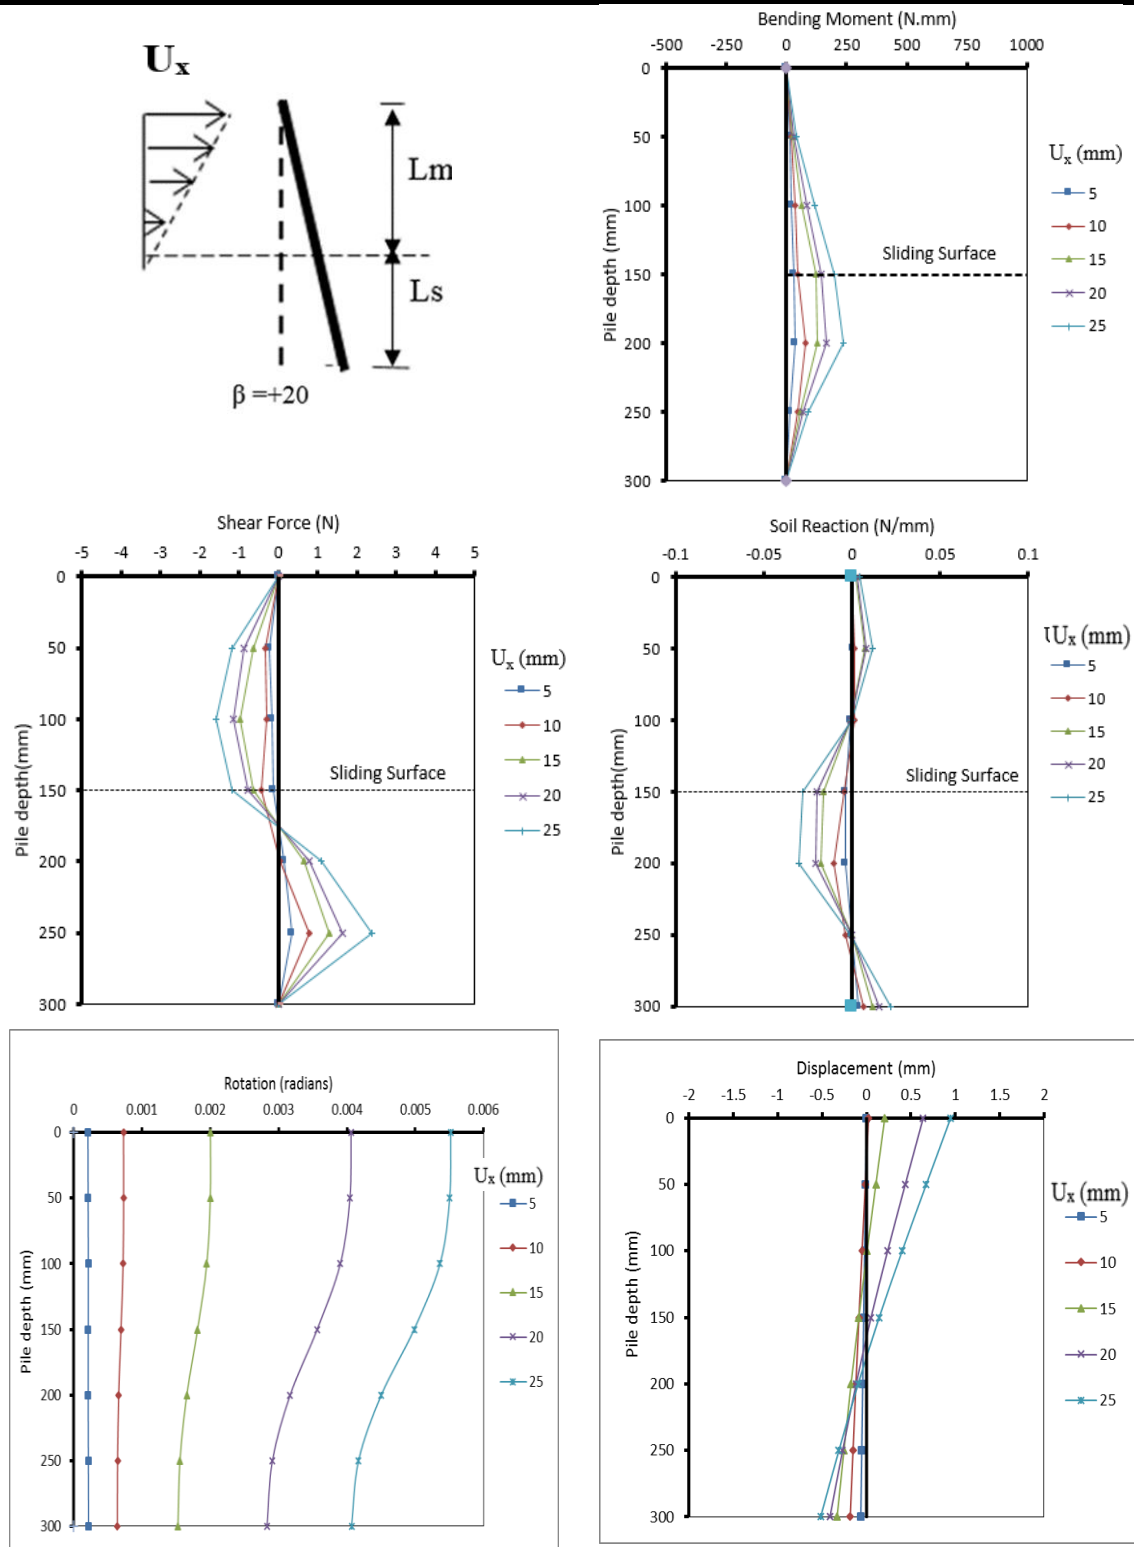 Uₓ
Lm
Ls
β =+20
Bending Moment (N.mm)
-500 -250 0 250 500 750 1000
0
50
100
150
200
250
300
Pile depth (mm)
Sliding Surface
Uₓ (mm)
5
10
15
20
25
Shear Force (N)
-5 -4 -3 -2 -1 0 1 2 3 4 5
0
50
100
150
200
250
300
Pile depth(mm)
Sliding Surface
Uₓ (mm)
5
10
15
20
25
Soil Reaction (N/mm)
-0.1 -0.05 0 0.05 0.1
0
50
100
150
200
250
300
Pile depth (mm)
Sliding Surface
Uₓ (mm)
5
10
15
20
25
Rotation (radians)
0 0.001 0.002 0.003 0.004 0.005 0.006
0
50
100
150
200
250
300
Pile depth (mm)
Uₓ (mm)
5
10
15
20
25
Displacement (mm)
-2 -1.5 -1 -0.5 0 0.5 1 1.5 2
0
50
100
150
200
250
300
Pile depth (mm)
Uₓ (mm)
5
10
15
20
25